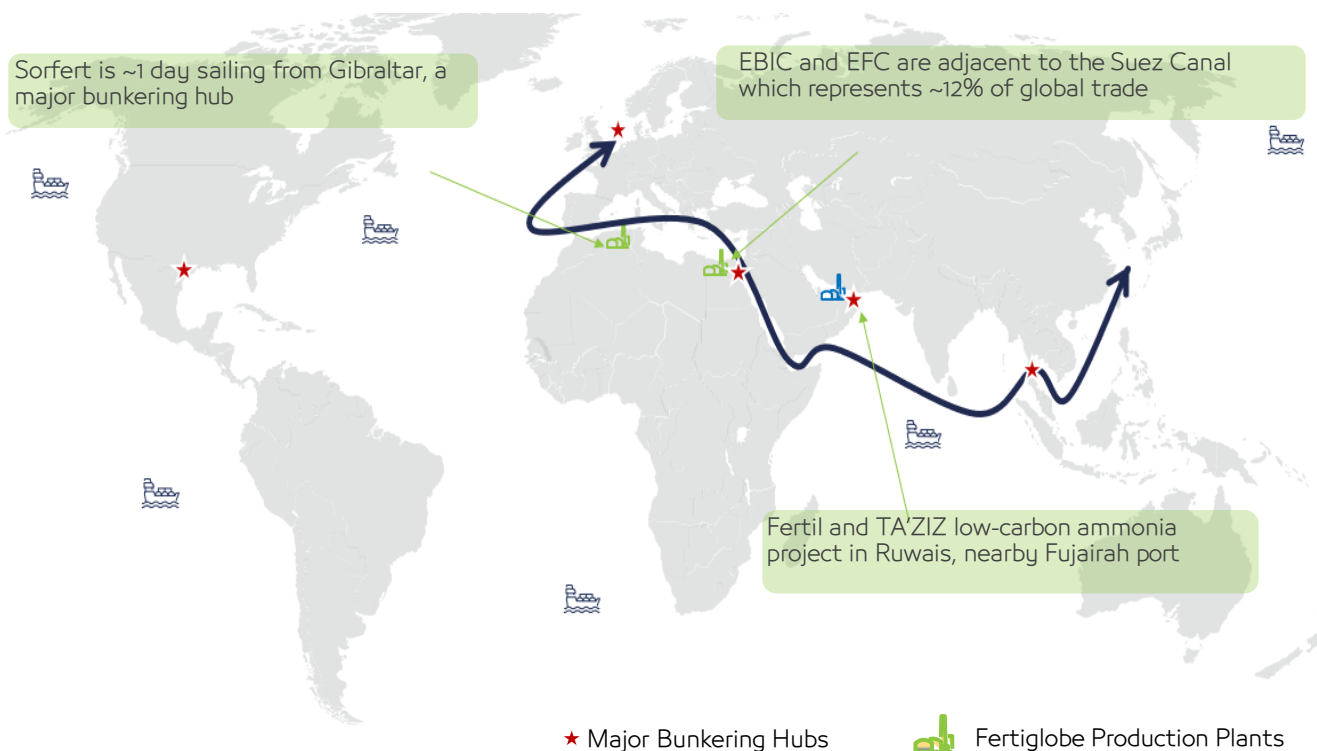 Sorfert is ~1 day sailing from Gibraltar, a
major bunkering hub
EBIC and EFC are adjacent to the Suez Canal
which represents ~12% of global trade
Fertil and TA’ZIZ low-carbon ammonia
project in Ruwais, nearby Fujairah port
Major Bunkering Hubs
Fertiglobe Production Plants